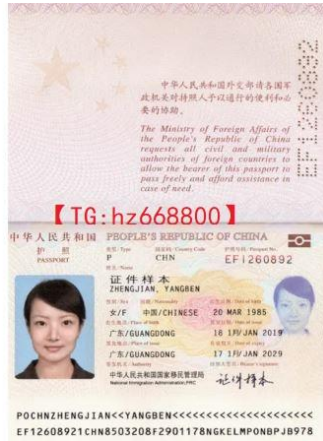 中华人民共和国外交部请各国军
政机关对持照人予以通行的便利和必
要的协助。
The Ministry of Foreign Affairs of
the People's Republic of China
requests all civil and military
authorities of foreign countries to
allow the bearer of this passport to
pass freely and afford assistance in
case of need.
EF1260892
【TG:hz668800】
中华人民共和国 PEOPLE'S REPUBLIC OF CHINA
护 照
PASSPORT
P CHN EF1260892
证件样本
ZHENGJIAN, YANGBEN
女/F 中国/CHINESE 20 MAR 1985
广东/GUANGDONG 18 1月/JAN 2019
广东/GUANGDONG 17 1月/JAN 2029
中华人民共和国国家移民管理局
National Immigration Administration, PRC
证件样本
POCHNZHENGJIAN<<YANGBEN<<<<<<<<<<<<<<<<<<<<<
EF12608921CHN8503208F2901178NGKELMPONBPJB978